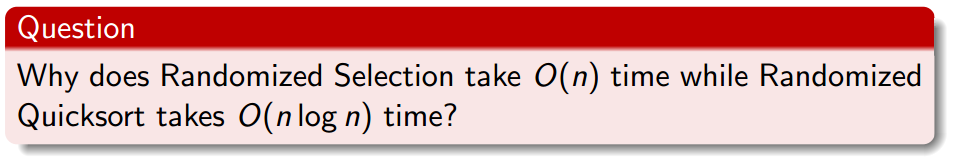 Question
Why does Randomized Selection take O(n) time while Randomized
Quicksort takes O(n log n) time?